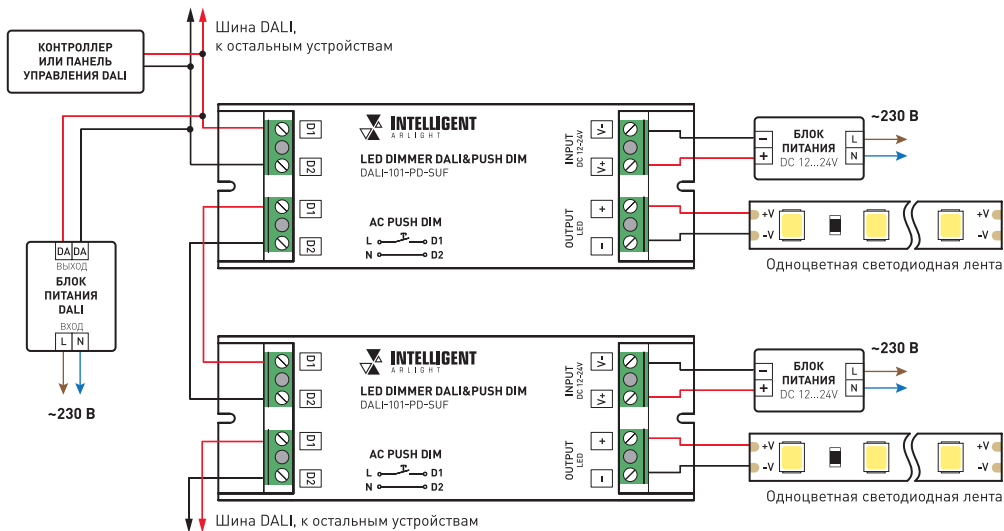 Шина DALI,
к остальным устройствам
КОНТРОЛЛЕР
ИЛИ ПАНЕЛЬ
УПРАВЛЕНИЯ DALI
DA DA
ВЫХОД
БЛОК
ПИТАНИЯ
DALI
ВХОД
L N
~230 В
D1
D2
D1
D2
INTELLIGENT
ARLIGHT
LED DIMMER DALI&PUSH DIM
DALI-101-PD-SUF
AC PUSH DIM
L D1
N D2
INPUT
DC 12-24V
V-
V+
OUTPUT
LED
+
-
-
+
БЛОК
ПИТАНИЯ
DC 12...24V
L
N
~230 В
+V
-V
+V
-V
Одноцветная светодиодная лента
D1
D2
D1
D2
INTELLIGENT
ARLIGHT
LED DIMMER DALI&PUSH DIM
DALI-101-PD-SUF
AC PUSH DIM
L D1
N D2
INPUT
DC 12-24V
V-
V+
OUTPUT
LED
+
-
-
+
БЛОК
ПИТАНИЯ
DC 12...24V
L
N
~230 В
+V
-V
+V
-V
Одноцветная светодиодная лента
Шина DALI, к остальным устройствам